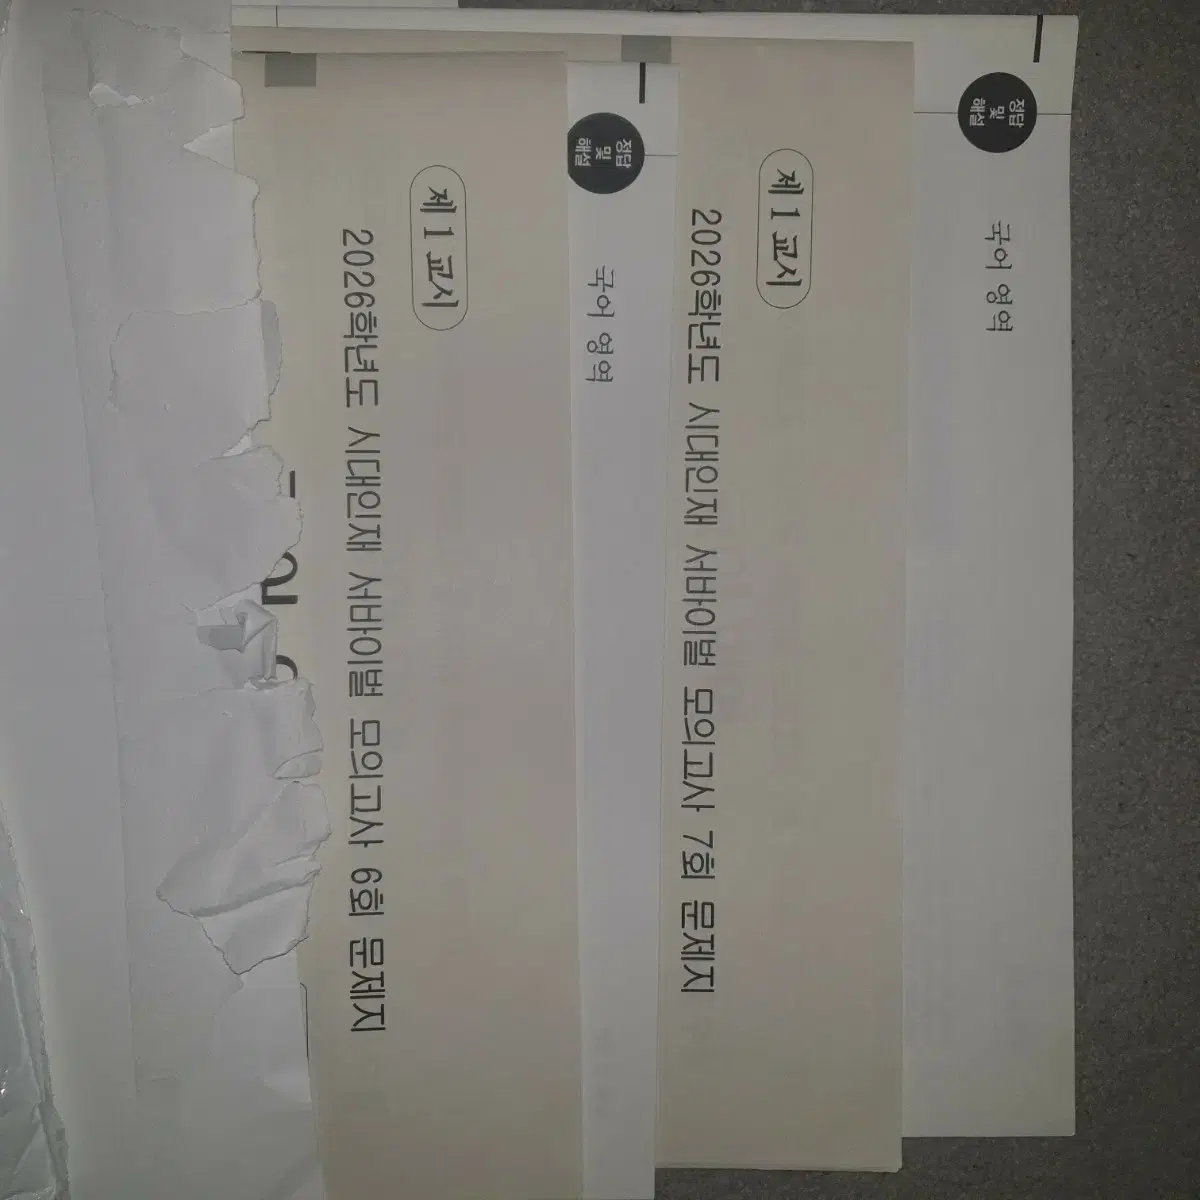 제 1 교시
2026학년도 시대인재 서바이벌 모의고사 6회 문제지
정답
및
해설
국어 영역
제 1 교시
2026학년도 시대인재 서바이벌 모의고사 7회 문제지
정답
및
해설
국어 영역